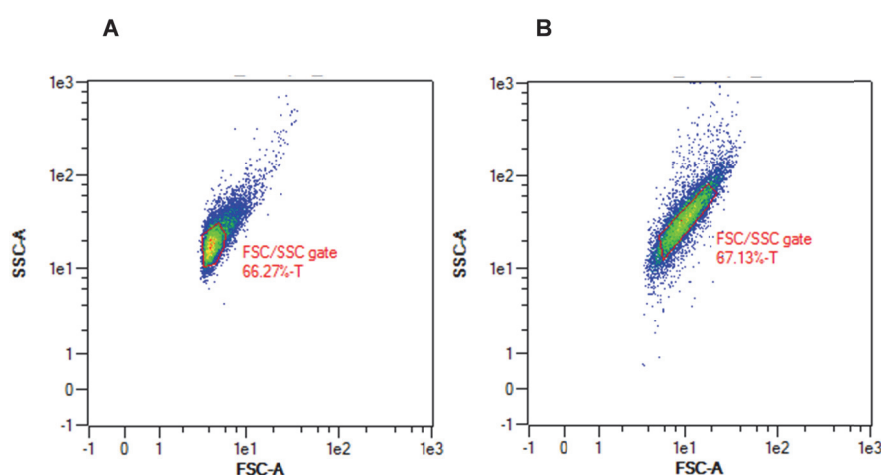 A
B
1e3
1e2
1e1
1
0
-1
SSC-A
FSC/SSC gate
66.27%-T
-1 0 1 1e1 1e2 1e3
FSC-A
1e3
1e2
1e1
1
0
-1
SSC-A
FSC/SSC gate
67.13%-T
-1 0 1 1e1 1e2 1e3
FSC-A